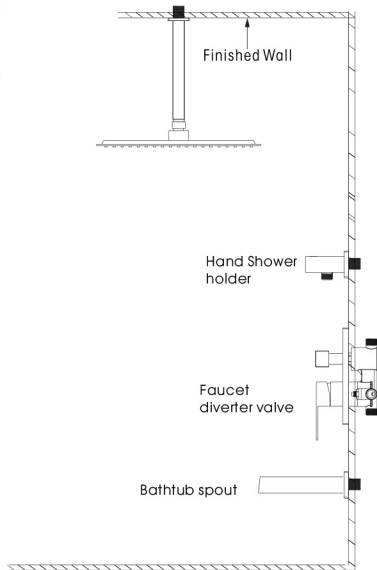 Finished Wall
Hand Shower
holder
Faucet
diverter valve
Bathtub spout